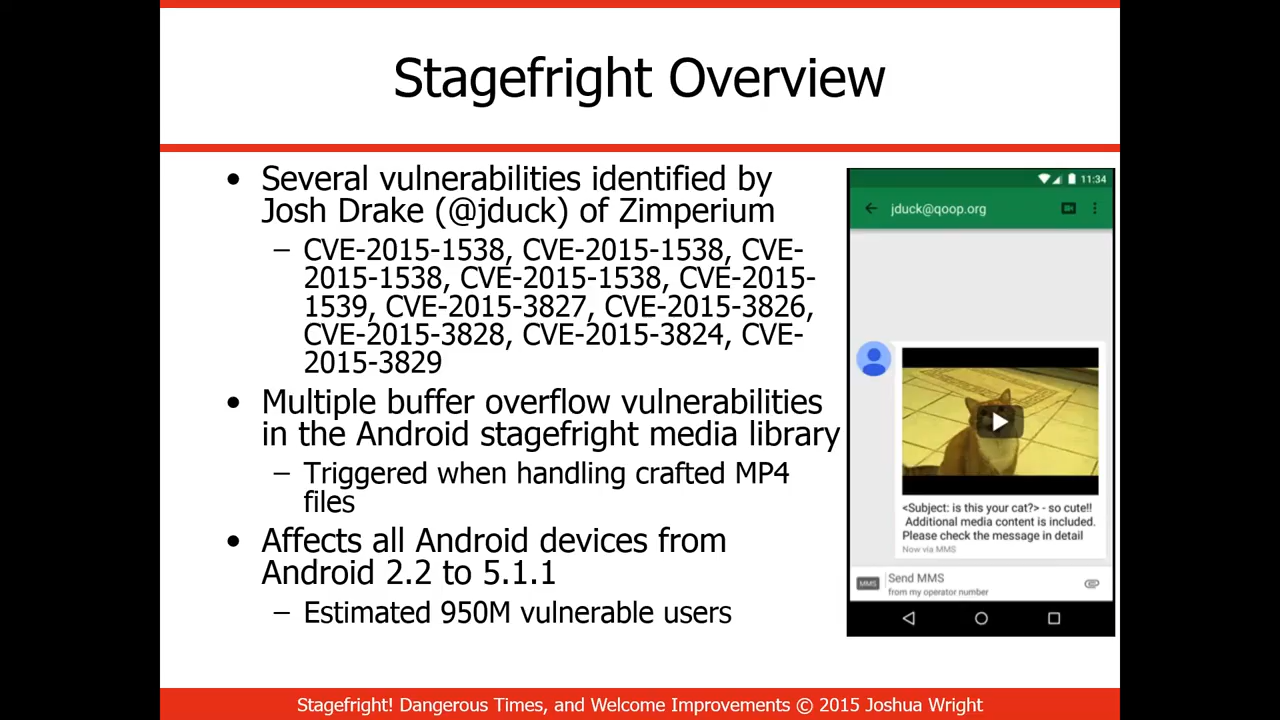 Stagefright Overview
• Several vulnerabilities identified by
Josh Drake (@jduck) of Zimperium
– CVE-2015-1538, CVE-2015-1538, CVE-
2015-1538, CVE-2015-1538, CVE-2015-
1539, CVE-2015-3827, CVE-2015-3826,
CVE-2015-3828, CVE-2015-3824, CVE-
2015-3829
• Multiple buffer overflow vulnerabilities
in the Android stagefright media library
– Triggered when handling crafted MP4
files
• Affects all Android devices from
Android 2.2 to 5.1.1
– Estimated 950M vulnerable users
11:34
jduck@qoop.org
<Subject: is this your cat?> - so cute!!
Additional media content is included.
Please check the message in detail
Now via MMS
MMS
Send MMS
from my operator number
Stagefright! Dangerous Times, and Welcome Improvements © 2015 Joshua Wright